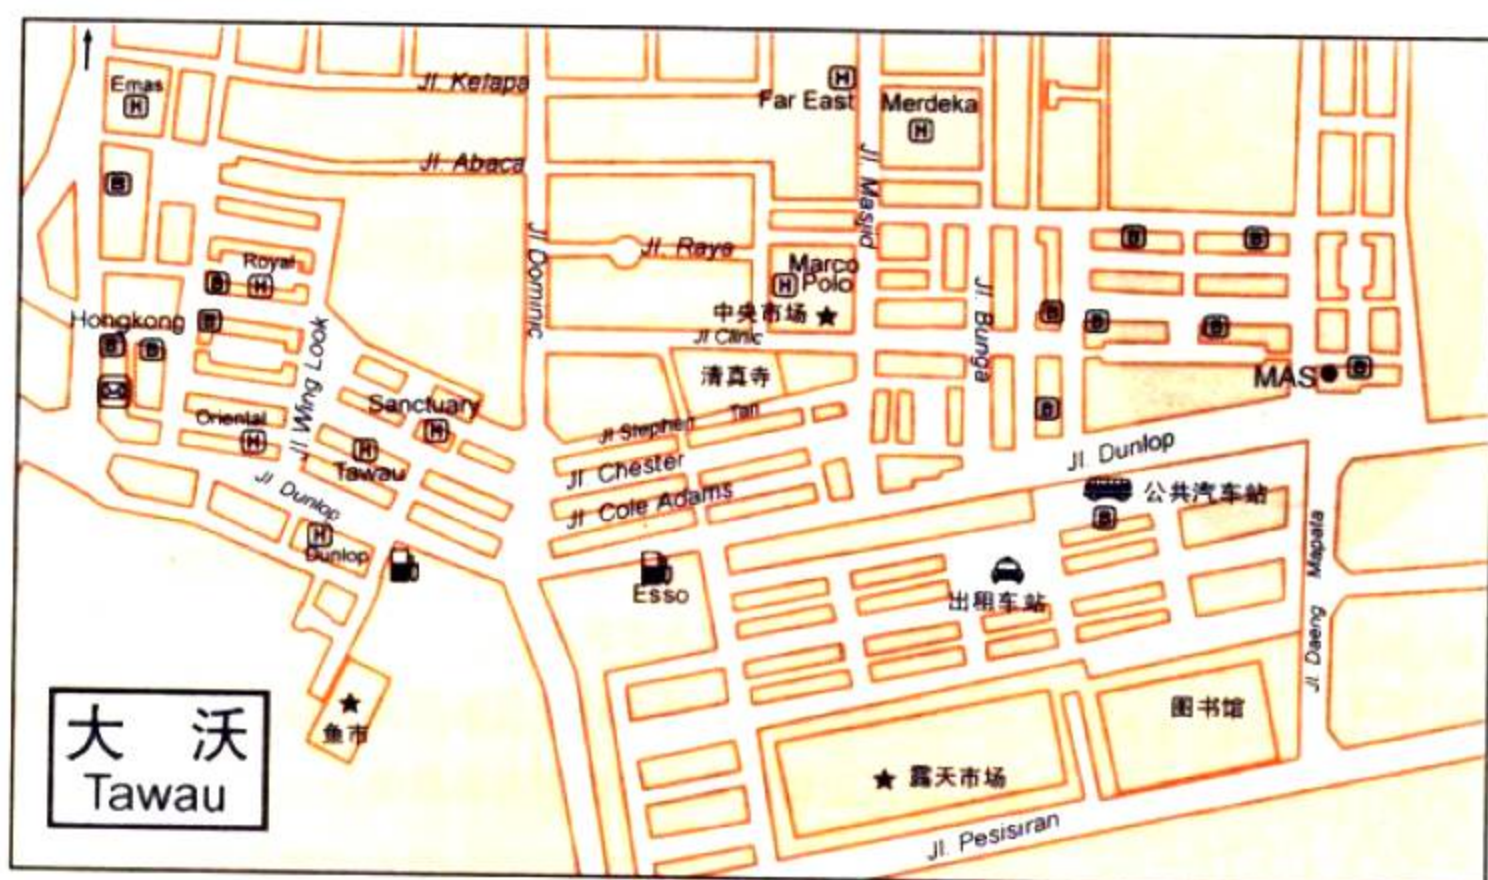 Emas
H
Jl. Kelapa
H
Far East
Merdeka
H
Jl. Abaca
Jl. Masjid
B
Jl. Dominic
Jl. Raya
B
B
Royal
H
B
Marco
Polo
H
中央市场
Jl. Bunga
Hongkong
B
B
B
Jl Wing Look
Jl Clinic
B
B
B
清真寺
MAS
B
Oriental
H
Sanctuary
H
Jl Stephen Tan
B
H
Tawau
Jl Chester
Jl. Dunlop
Jl Dunlop
Jl Cole Adams
公共汽车站
B
H
Dunlop
Esso
出租车站
Jl. Daeng Mapata
鱼市
图书馆
大 沃
Tawau
露天市场
Jl. Pesisiran